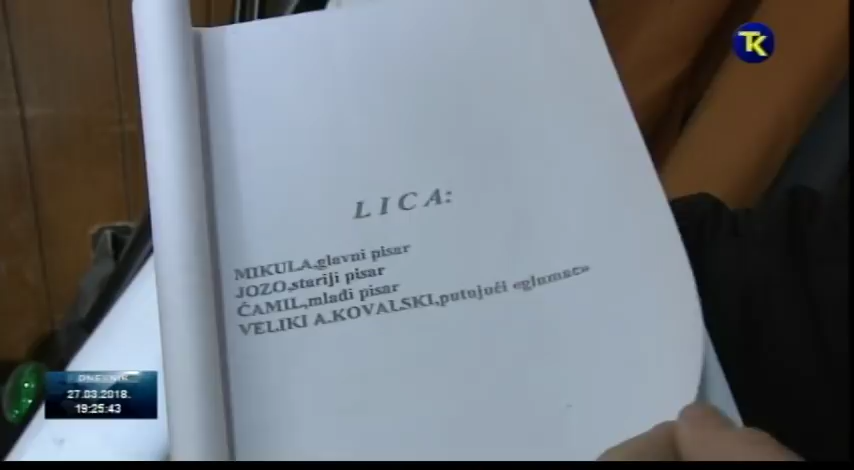 TK
L I C A:
MIKULA,glavni pisar
JOZO,stariji pisar
ĆAMIL,mlađi pisar
VELIKI A.KOVALSKI,putujući «glumac»
DNEVNIK
27.03.2018.
19:25:43